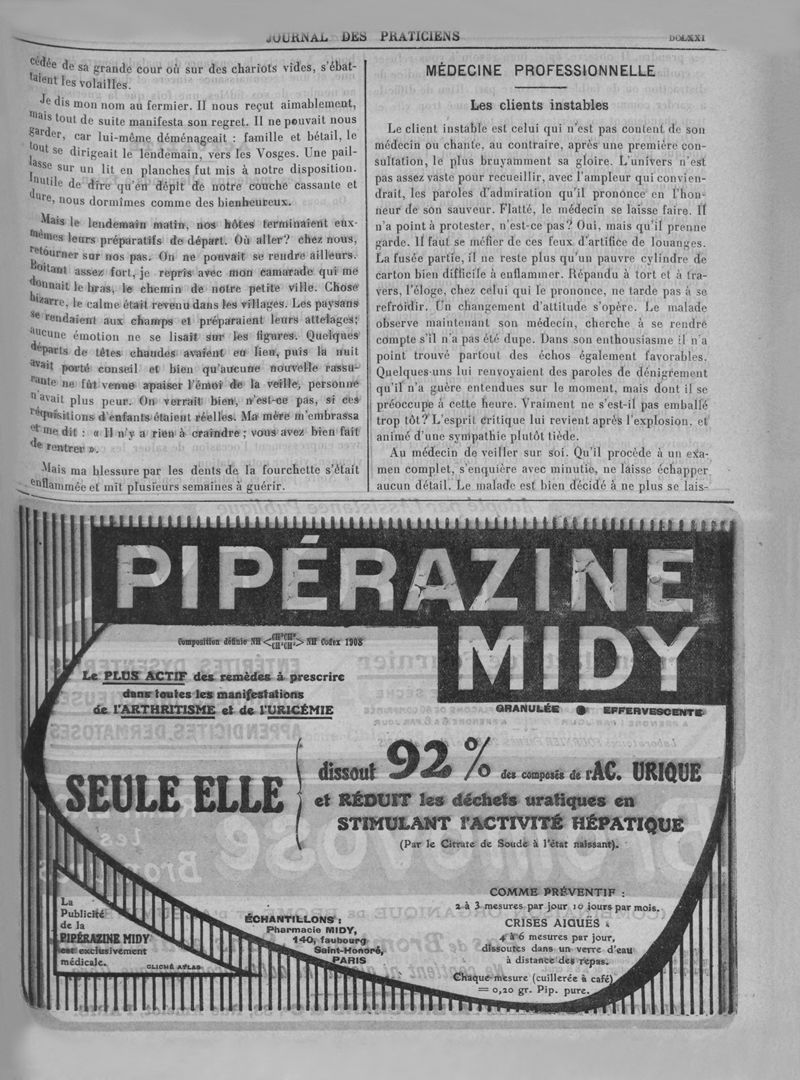 JOURNAL DES PRATICIENS
cédée de sa grande cour où sur des chariots vides, s'ébat-
taient les volailles.
Je dis mon nom au fermier. Il nous reçut aimablement,
mais tout de suite manifesta son regret. Il ne pouvait nous
garder, car lui-même déménageait : famille et bétail, le
tout se dirigeait le lendemain, vers les Vosges. Une pail-
lasse sur un lit en planches fut mis à notre disposition.
Inutile de dire qu'en dépit de notre couche cassante et
dure, nous dormîmes comme des bienheureux.
Mais le lendemain matin, nos hôtes terminaient eux-
mêmes leurs préparatifs de départ. Où aller? chez nous,
retourner sur nos pas. On ne pouvait se rendre ailleurs.
Boitant assez fort, je repris avec mon camarade qui me
donnait le bras, le chemin de notre petite ville. Chose
bizarre, le calme était revenu dans les villages. Les paysans
se rendaient aux champs et préparaient leurs attelages;
aucune émotion ne se lisait sur les figures. Quelques
départs de têtes chaudes avaient eu lieu, puis la nuit
avait porté conseil et bien qu'aucune nouvelle rassu-
rante ne fût venue apaiser l'émoi de la veille, personne
n'avait plus peur. On verrait bien, n'est-ce pas, si ces
réquisitions d'enfants étaient réelles. Ma mère m'embrassa
et me dit : « Il n'y a rien à craindre ; vous avez bien fait
de rentrer ».
Mais ma blessure par les dents de la fourchette s'était
enflammée et mit plusieurs semaines à guérir.
MÉDECINE PROFESSIONNELLE
Les clients instables
Le client instable est celui qui n'est pas content de son
médecin ou chante, au contraire, après une première con-
sultation, le plus bruyamment sa gloire. L'univers n'est
pas assez vaste pour recueillir, avec l'ampleur qui convien-
drait, les paroles d'admiration qu'il prononce en l'hon-
neur de son sauveur. Flatté, le médecin se laisse faire. Il
n'a point à protester, n'est-ce pas? Oui, mais qu'il prenne
garde. Il faut se méfier de ces feux d'artifice de louanges.
La fusée partie, il ne reste plus qu'un pauvre cylindre de
carton bien difficile à enflammer. Répandu à tort et à tra-
vers, l'éloge, chez celui qui le prononce, ne tarde pas à se
refroidir. Un changement d'attitude s'opère. Le malade
observe maintenant son médecin, cherche à se rendre
compte s'il n'a pas été dupe. Dans son enthousiasme il n'a
point trouvé partout des échos également favorables.
Quelques-uns lui renvoyaient des paroles de dénigrement
qu'il n'a guère entendues sur le moment, mais dont il se
préoccupe à cette heure. Vraiment ne s'est-il pas emballé
trop tôt? L'esprit critique lui revient après l'explosion, et
animé d'une sympathie plutôt tiède.
Au médecin de veiller sur soi. Qu'il procède à un exa-
men complet, s'enquière avec minutie, ne laisse échapper
aucun détail. Le malade est bien décidé à ne plus se lais-
PIPÉRAZINE
MIDY
Composition définie NH < CH²CH² CH²CH² > NH Codex 1908
GRANULÉE EFFERVESCENTE
Le PLUS ACTIF des remèdes à prescrire
dans toutes les manifestations
de l'ARTHRITISME et de l'URICÉMIE
SEULE ELLE
dissout 92 % des composés de l'AC. URIQUE
et RÉDUIT les déchets uratiques en
STIMULANT l'ACTIVITÉ HÉPATIQUE
(Par le Citrate de Soude à l'état naissant).
La
Publicité
de la
PIPÉRAZINE MIDY
est exclusivement
médicale.
CLICHÉ ATLAS
ÉCHANTILLONS :
Pharmacie MIDY,
140, faubourg
Saint-Honoré,
PARIS
COMME PRÉVENTIF :
2 à 3 mesures par jour 10 jours par mois.
CRISES AIGUËS :
4 à 6 mesures par jour,
dissoutes dans un verre d'eau
à distance des repas.
Chaque mesure (cuillerée à café)
= 0,20 gr. Pip. pure.